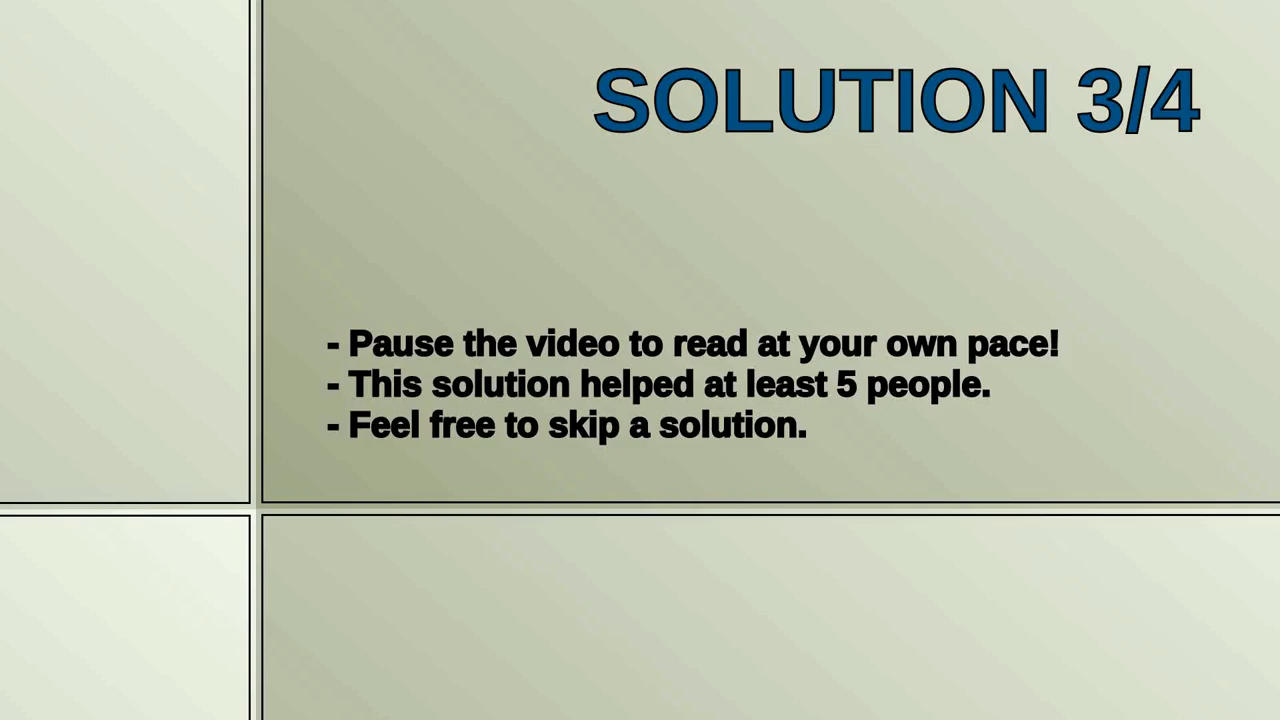 SOLUTION 3/4
- Pause the video to read at your own pace!
- This solution helped at least 5 people.
- Feel free to skip a solution.